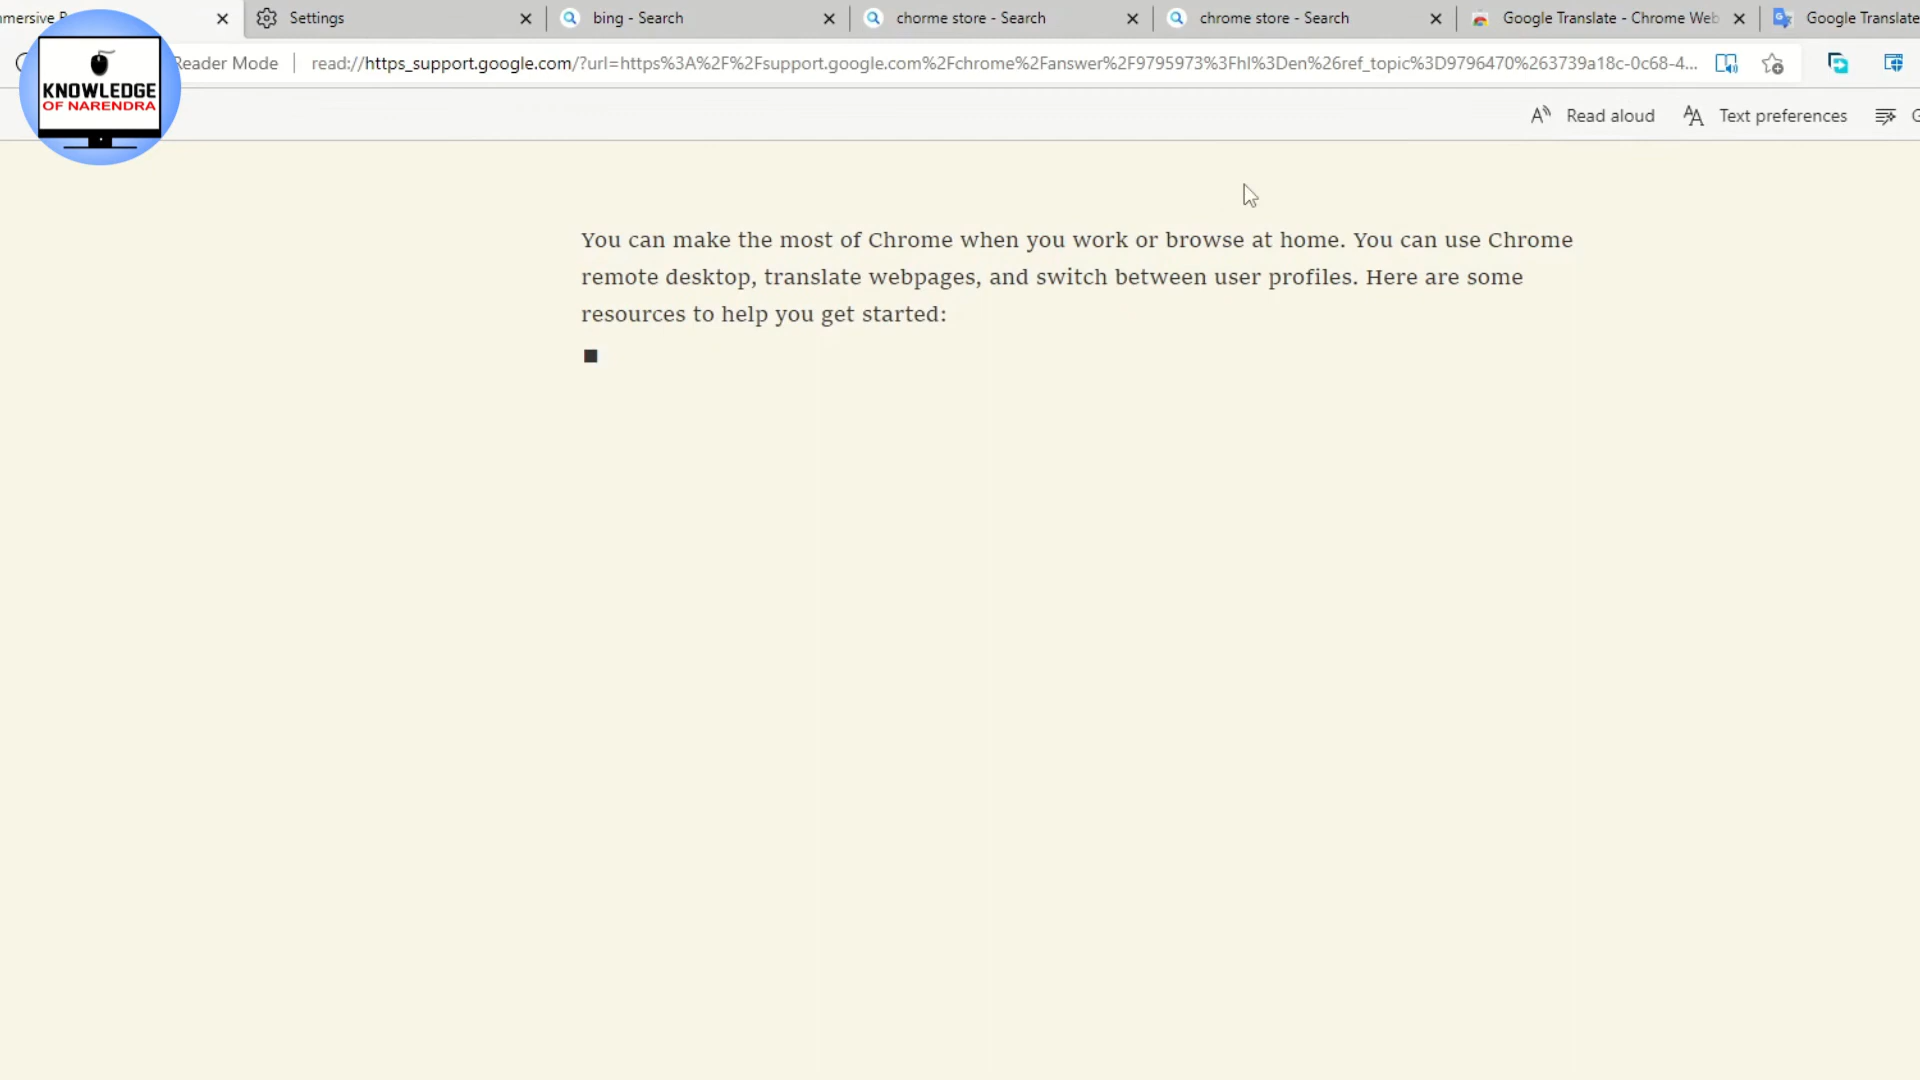 Settings
bing - Search
chorme store - Search
chrome store - Search
Google Translate - Chrome Web
Google Translate
Reader Mode
read://https_support.google.com/?url=https%3A%2F%2Fsupport.google.com%2Fchrome%2Fanswer%2F9795973%3Fhl%3Den%26ref_topic%3D9796470%263739a18c-0c68-4...
KNOWLEDGE
OF NARENDRA
Read aloud
Text preferences
You can make the most of Chrome when you work or browse at home. You can use Chrome
remote desktop, translate webpages, and switch between user profiles. Here are some
resources to help you get started: